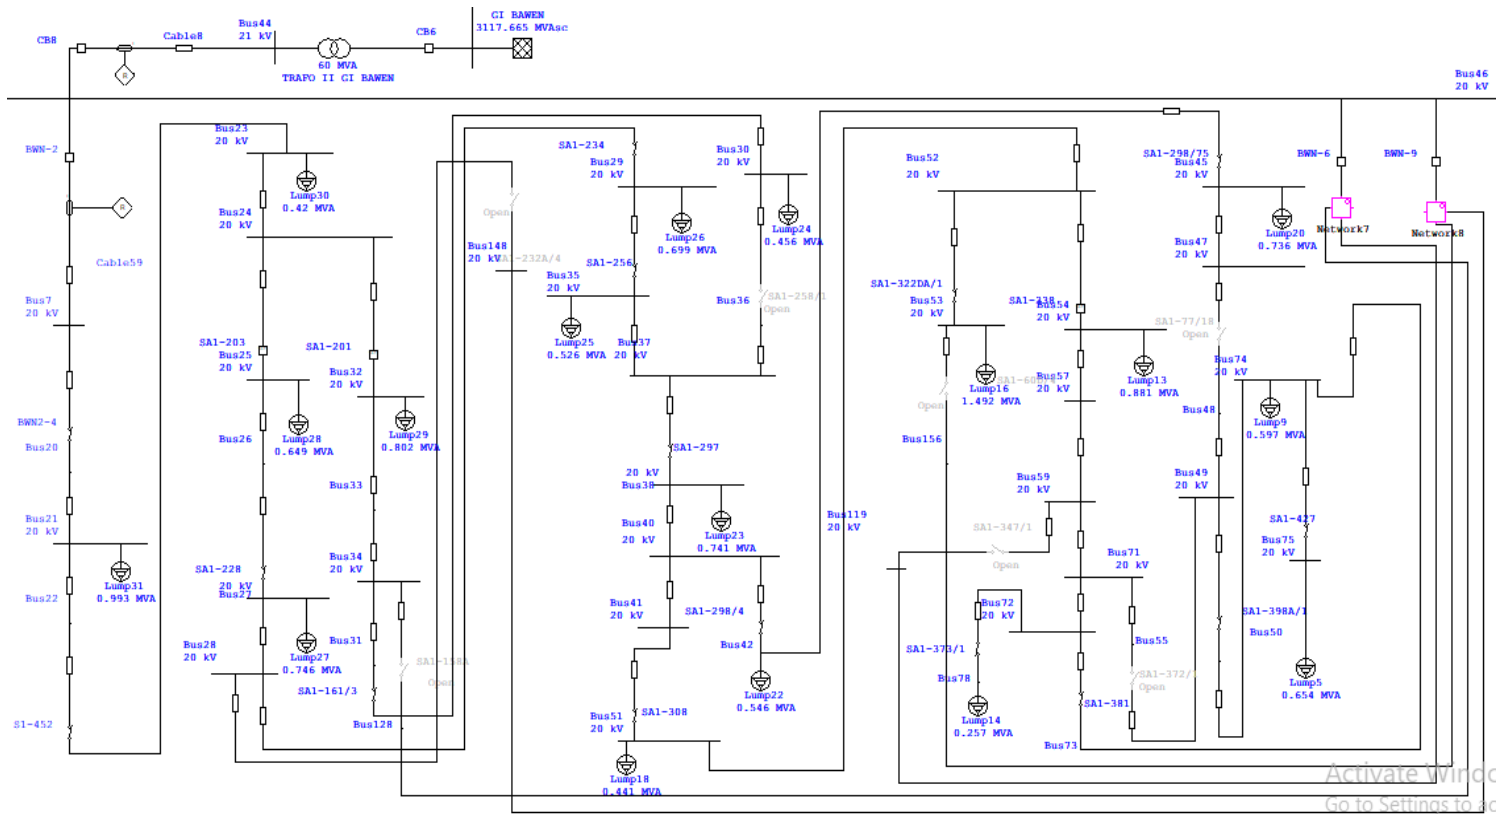 GI BAWEN
3117.665 MVAsc
Bus44
21 kV
CB8
Cable8
CB6
60 MVA
TRAFO II GI BAWEN
R
Bus46
20 kV
BWN-2
R
Cable59
Bus7
20 kV
BWN2-4
Bus20
Bus21
20 kV
Lump31
0.993 MVA
Bus22
S1-452
Bus23
20 kV
Lump30
0.42 MVA
Bus24
20 kV
SA1-203
Bus25
20 kV
Lump28
0.649 MVA
Bus26
SA1-228
20 kV
Bus27
Lump27
0.746 MVA
Bus28
20 kV
SA1-201
Bus32
20 kV
Lump29
0.802 MVA
Bus33
Bus34
20 kV
Bus31
SA1-161/3
Bus128
SA1-158A
Open
Open
Bus148
20 kV
SA1-232A/4
SA1-234
Bus29
20 kV
Lump26
0.699 MVA
SA1-256
Bus35
20 kV
Lump25
0.526 MVA
Bus37
20 kV
Bus30
20 kV
Lump24
0.456 MVA
Bus36
SA1-258/1
Open
SA1-297
20 kV
Bus38
Lump23
0.741 MVA
Bus40
20 kV
Bus41
20 kV
SA1-298/4
Bus42
Lump22
0.546 MVA
Bus51
20 kV
SA1-308
Lump18
0.441 MVA
Bus119
20 kV
Bus52
20 kV
SA1-322DA/1
Bus53
20 kV
Lump16
1.492 MVA
Open
Bus156
Bus54
20 kV
Lump13
0.881 MVA
Bus57
20 kV
Bus59
20 kV
SA1-347/1
Open
Bus71
20 kV
Bus72
20 kV
SA1-373/1
Bus78
Lump14
0.257 MVA
Bus55
Open
SA1-381
Bus73
SA1-298/75
Bus45
20 kV
Lump20
0.736 MVA
Bus47
20 kV
SA1-77/18
Open
Bus74
20 kV
Lump9
0.597 MVA
Bus48
Bus49
20 kV
SA1-427
Bus75
20 kV
SA1-398A/1
Bus50
Lump5
0.654 MVA
BWN-6
BWN-9
Network7
Network8
Activate Windo
Go to Settings to ac